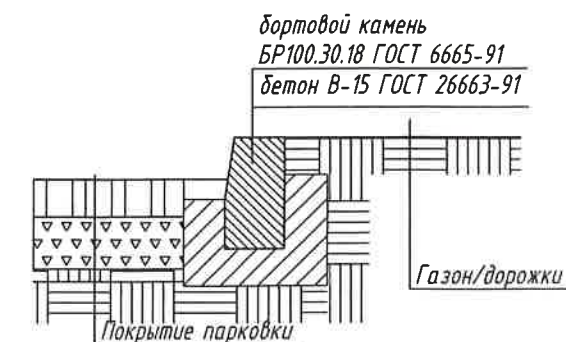 бортовой камень
БР100.30.18 ГОСТ 6665-91
бетон В-15 ГОСТ 26663-91
Газон/дорожки
Покрытие парковки